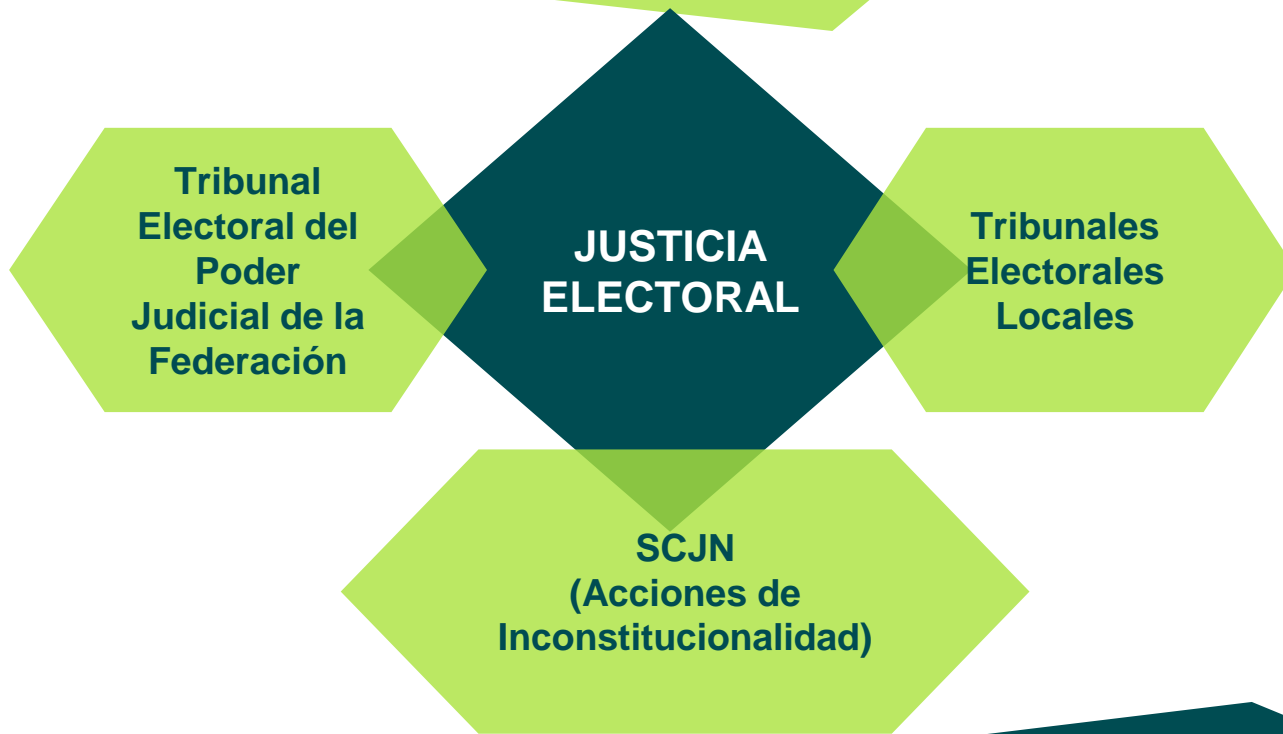 Tribunal
Electoral del
Poder
Judicial de la
Federación
JUSTICIA
ELECTORAL
Tribunales
Electorales
Locales
SCJN
(Acciones de
Inconstitucionalidad)